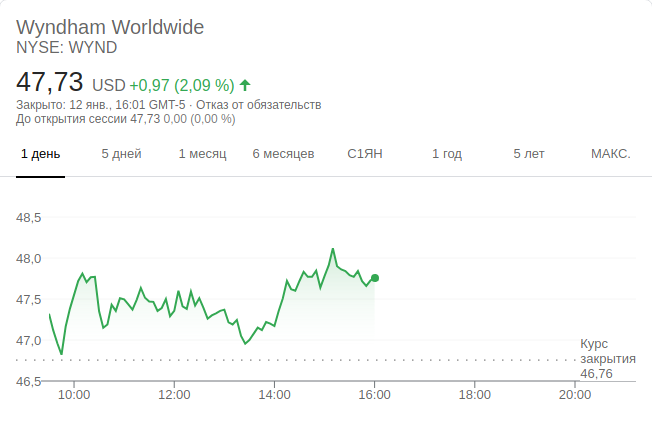 Wyndham Worldwide
NYSE: WYND
47,73 USD +0,97 (2,09 %)
Закрыто: 12 янв., 16:01 GMT-5 · Отказ от обязательств
До открытия сессии 47,73 0,00 (0,00 %)
1 день 5 дней 1 месяц 6 месяцев С1ЯН 1 год 5 лет МАКС.
48,5
48,0
47,5
47,0
Курс
закрытия
46,76
46,5
10:00 12:00 14:00 16:00 18:00 20:00